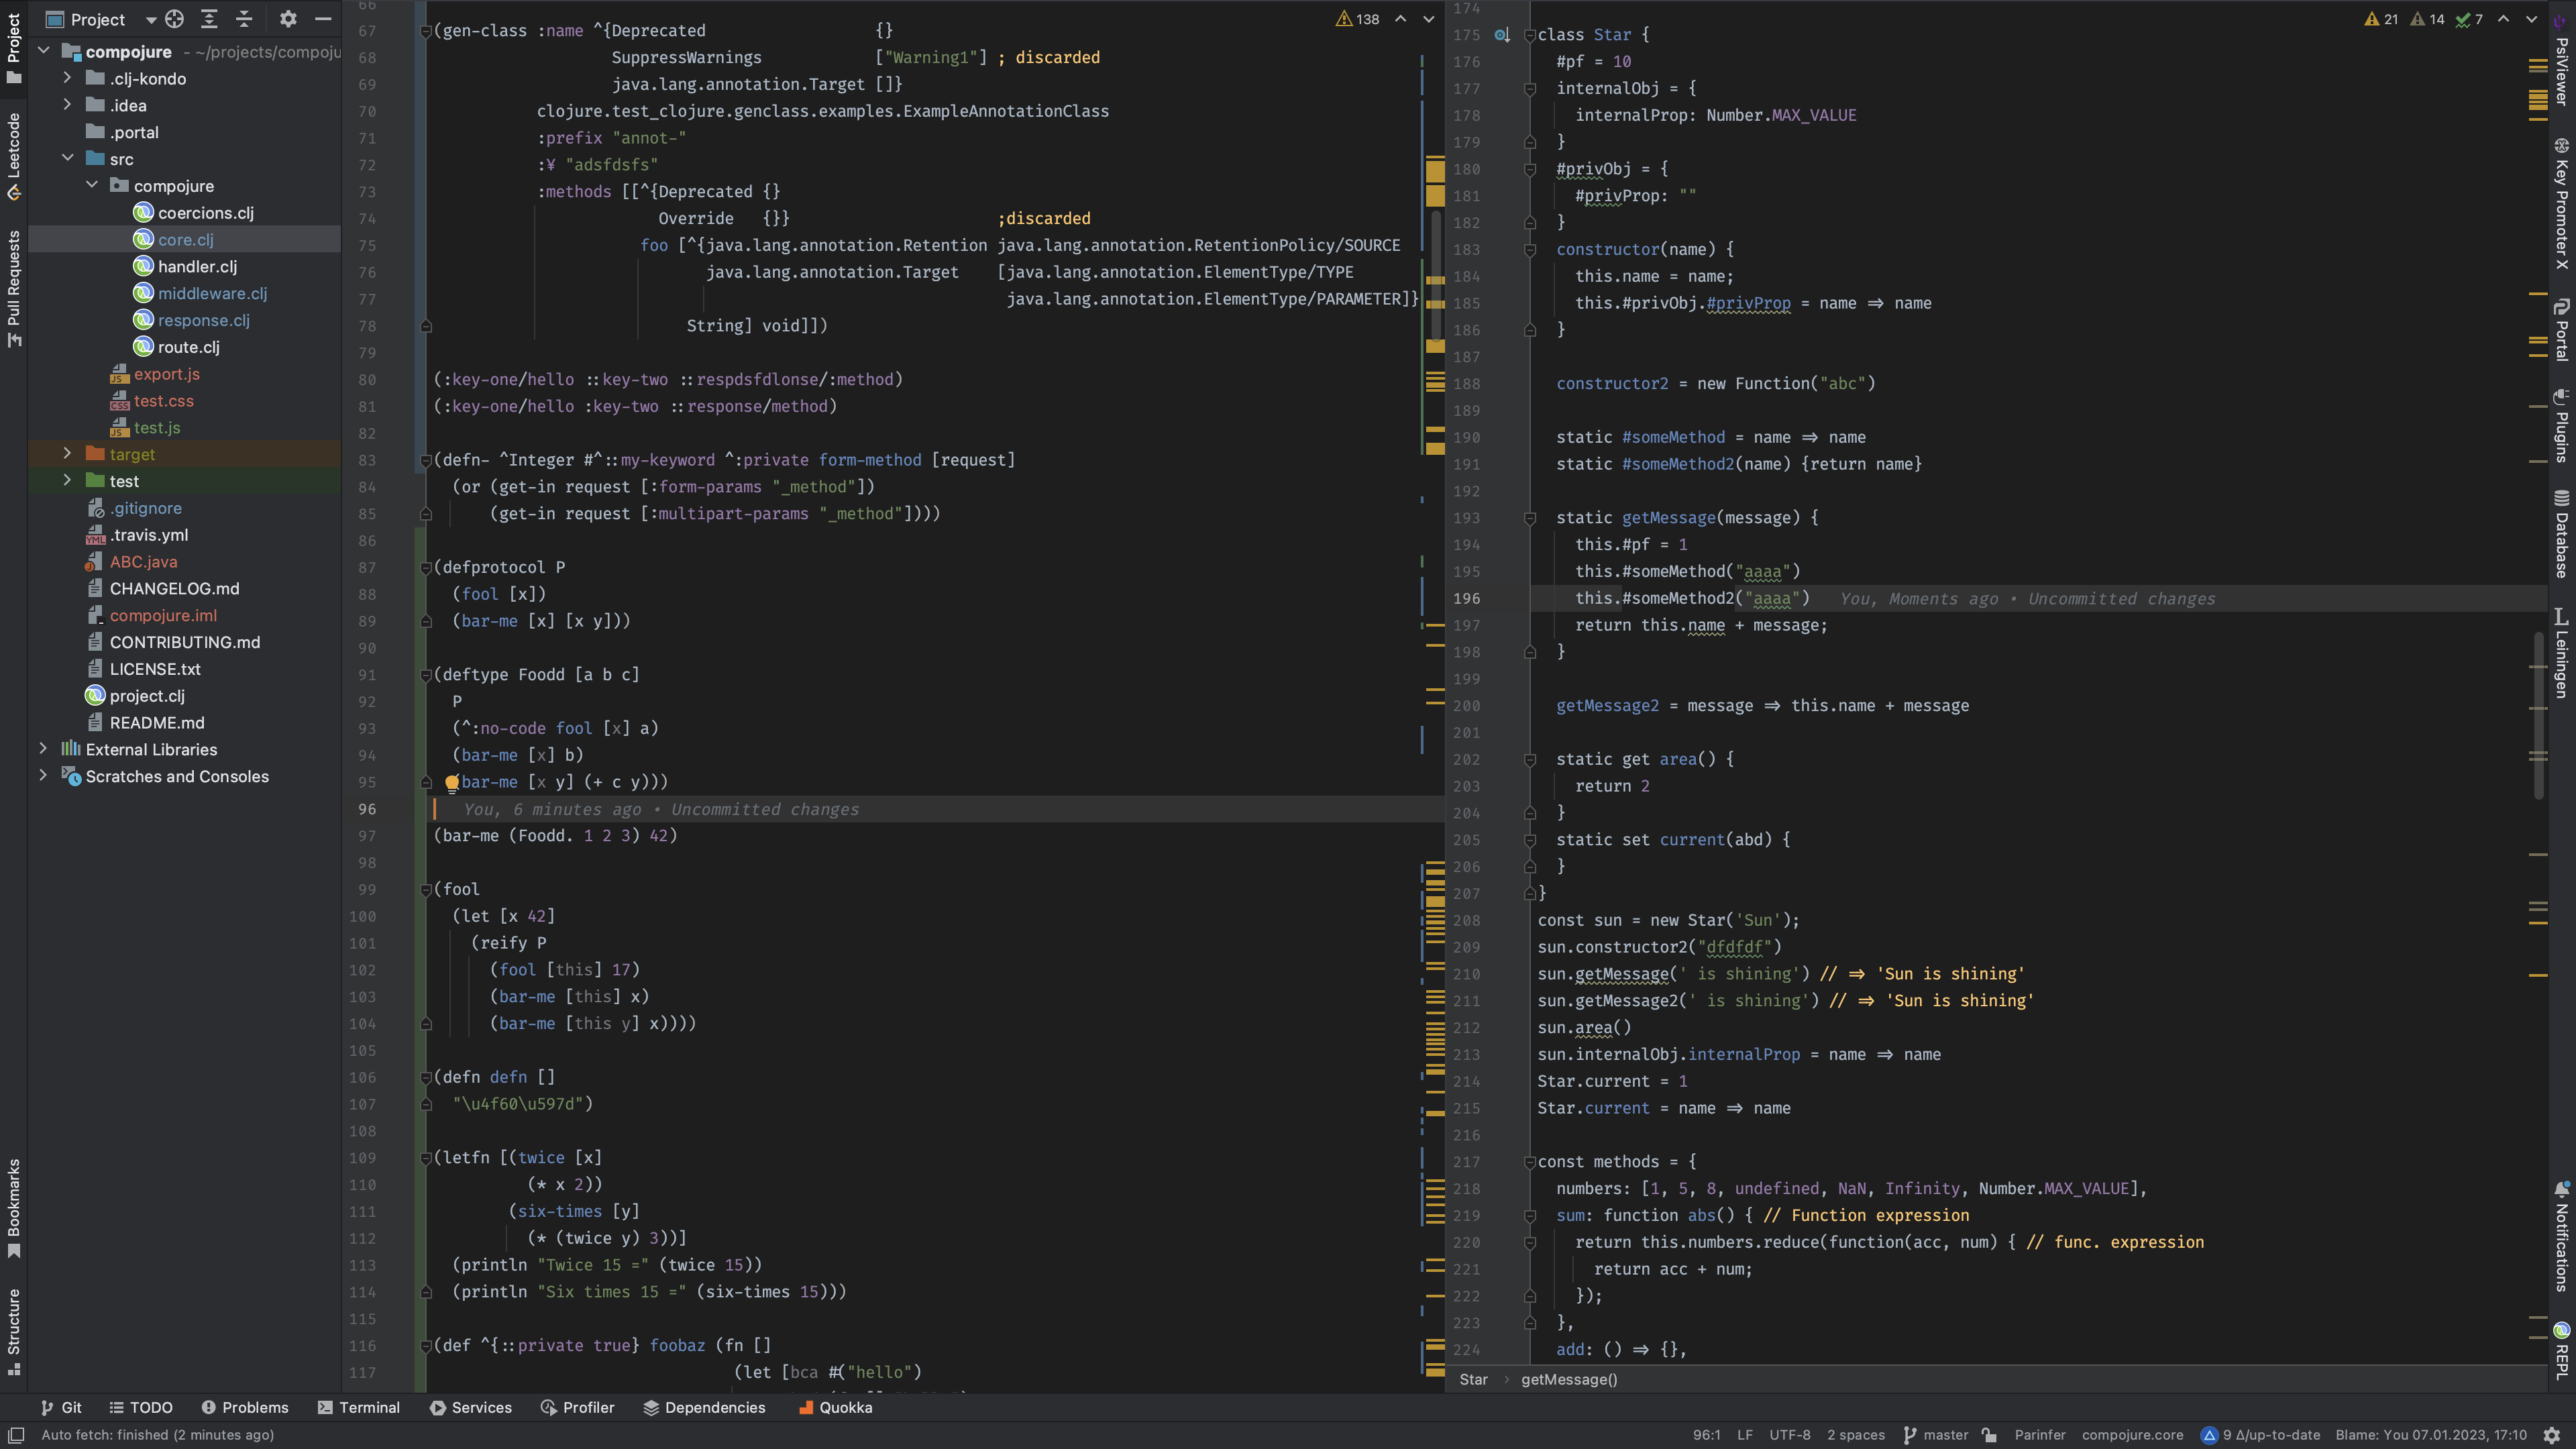 Project
compojure - ~/projects/compoju
.clj-kondo
.idea
.portal
src
compojure
coercions.clj
core.clj
handler.clj
middleware.clj
response.clj
route.clj
export.js
test.css
test.js
target
test
.gitignore
.travis.yml
ABC.java
CHANGELOG.md
compojure.iml
CONTRIBUTING.md
LICENSE.txt
project.clj
README.md
External Libraries
Scratches and Consoles
Project
Leetcode
Pull Requests
Bookmarks
Structure
138
66
67 (gen-class :name ^{Deprecated {}
68 SuppressWarnings ["Warning1"] ; discarded
69 java.lang.annotation.Target []}
70 clojure.test_clojure.genclass.examples.ExampleAnnotationClass
71 :prefix "annot-"
72 :¥ "adsfdsfs"
73 :methods [[^{Deprecated {}
74 Override {}} ;discarded
75 foo [^{java.lang.annotation.Retention java.lang.annotation.RetentionPolicy/SOURCE
76 java.lang.annotation.Target [java.lang.annotation.ElementType/TYPE
77 java.lang.annotation.ElementType/PARAMETER]}
78 String] void]])
79
80 (:key-one/hello ::key-two ::respdsfdlonse/:method)
81 (:key-one/hello :key-two ::response/method)
82
83 (defn- ^Integer #^::my-keyword ^:private form-method [request]
84 (or (get-in request [:form-params "_method"])
85 (get-in request [:multipart-params "_method"])))
86
87 (defprotocol P
88 (fool [x])
89 (bar-me [x] [x y]))
90
91 (deftype Foodd [a b c]
92 P
93 (^:no-code fool [x] a)
94 (bar-me [x] b)
95 bar-me [x y] (+ c y)))
96 You, 6 minutes ago • Uncommitted changes
97 (bar-me (Foodd. 1 2 3) 42)
98
99 (fool
100 (let [x 42]
101 (reify P
102 (fool [this] 17)
103 (bar-me [this] x)
104 (bar-me [this y] x))))
105
106 (defn defn []
107 "\u4f60\u597d")
108
109 (letfn [(twice [x]
110 (* x 2))
111 (six-times [y]
112 (* (twice y) 3))]
113 (println "Twice 15 =" (twice 15))
114 (println "Six times 15 =" (six-times 15)))
115
116 (def ^{::private true} foobaz (fn []
117 (let [bca #("hello")
21 14 7
174
175 class Star {
176 #pf = 10
177 internalObj = {
178 internalProp: Number.MAX_VALUE
179 }
180 #privObj = {
181 #privProp: ""
182 }
183 constructor(name) {
184 this.name = name;
185 this.#privObj.#privProp = name ⇒ name
186 }
187
188 constructor2 = new Function("abc")
189
190 static #someMethod = name ⇒ name
191 static #someMethod2(name) {return name}
192
193 static getMessage(message) {
194 this.#pf = 1
195 this.#someMethod("aaaa")
196 this.#someMethod2("aaaa") You, Moments ago • Uncommitted changes
197 return this.name + message;
198 }
199
200 getMessage2 = message ⇒ this.name + message
201
202 static get area() {
203 return 2
204 }
205 static set current(abd) {
206 }
207 }
208 const sun = new Star('Sun');
209 sun.constructor2("dfdfdf")
210 sun.getMessage(' is shining') // ⇒ 'Sun is shining'
211 sun.getMessage2(' is shining') // ⇒ 'Sun is shining'
212 sun.area()
213 sun.internalObj.internalProp = name ⇒ name
214 Star.current = 1
215 Star.current = name ⇒ name
216
217 const methods = {
218 numbers: [1, 5, 8, undefined, NaN, Infinity, Number.MAX_VALUE],
219 sum: function abs() { // Function expression
220 return this.numbers.reduce(function(acc, num) { // func. expression
221 return acc + num;
222 });
223 },
224 add: () ⇒ {},
Star › getMessage()
PsiViewer
Key Promoter X
Portal
Plugins
Database
Leiningen
Notifications
REPL
Git TODO Problems Terminal Services Profiler Dependencies Quokka
Auto fetch: finished (2 minutes ago) 96:1 LF UTF-8 2 spaces master Parinfer compojure.core 9 Δ/up-to-date Blame: You 07.01.2023, 17:10